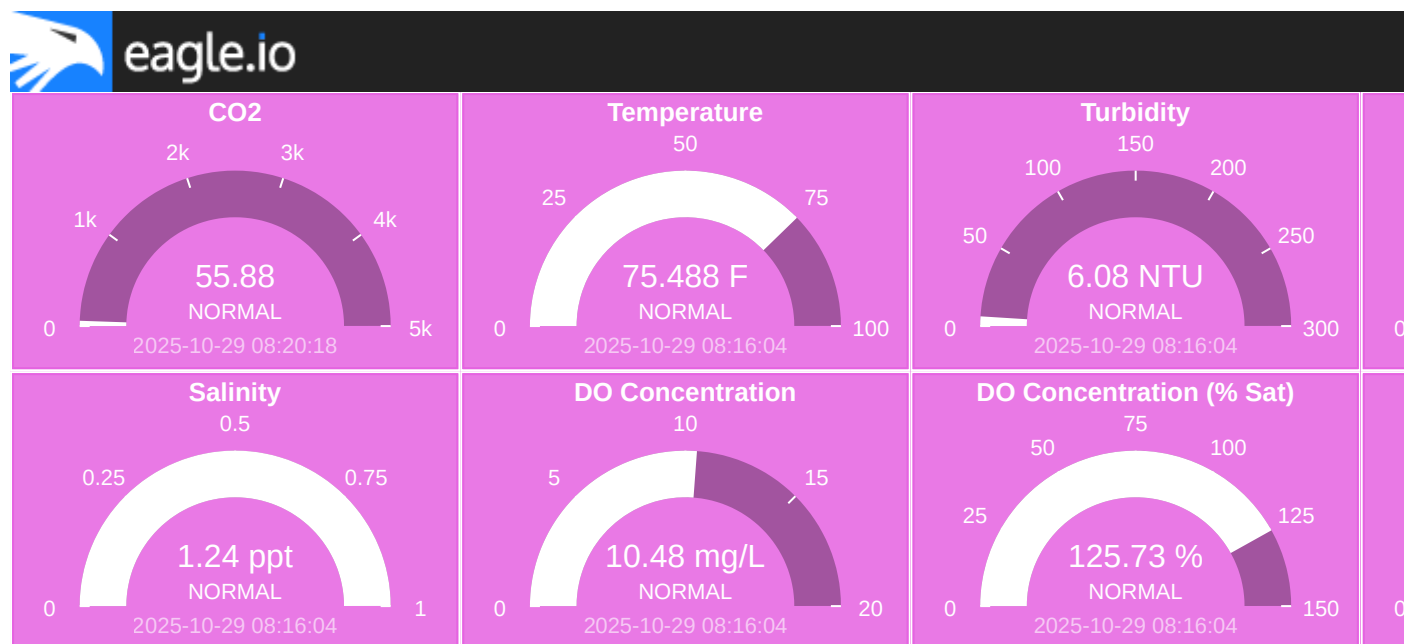 eagle.io
CO2
2k
3k
1k
4k
55.88
NORMAL
0
5k
2025-10-29 08:20:18
Temperature
50
25
75
75.488 F
NORMAL
0
100
2025-10-29 08:16:04
Turbidity
150
100
200
50
250
6.08 NTU
NORMAL
0
300
2025-10-29 08:16:04
0
Salinity
0.5
0.25
0.75
1.24 ppt
NORMAL
0
1
2025-10-29 08:16:04
DO Concentration
10
5
15
10.48 mg/L
NORMAL
0
20
2025-10-29 08:16:04
DO Concentration (% Sat)
75
50
100
25
125
125.73 %
NORMAL
0
150
2025-10-29 08:16:04
0